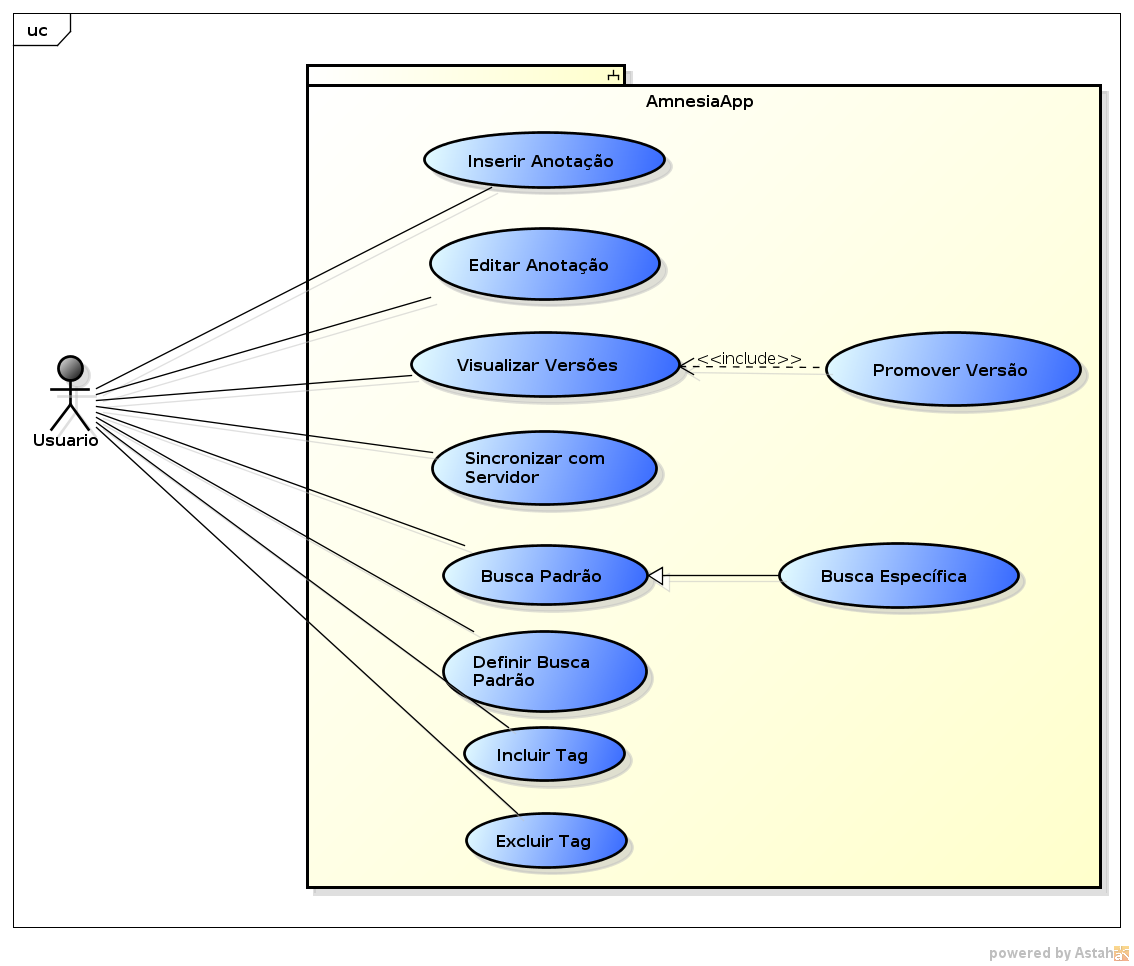 uc
AmnesiaApp
Inserir Anotação
Editar Anotação
Visualizar Versões
<<include>>
Promover Versão
Usuario
Sincronizar com
Servidor
Busca Padrão
Busca Específica
Definir Busca
Padrão
Incluir Tag
Excluir Tag
powered by Astah